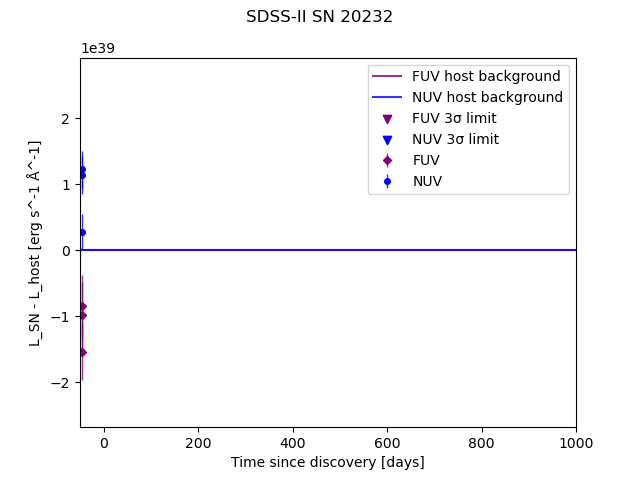 SDSS-II SN 20232
1e39
L_SN - L_host [erg s^-1 Å^-1]
2
1
0
−1
−2
FUV host background
NUV host background
FUV 3σ limit
NUV 3σ limit
FUV
NUV
0 200 400 600 800 1000
Time since discovery [days]